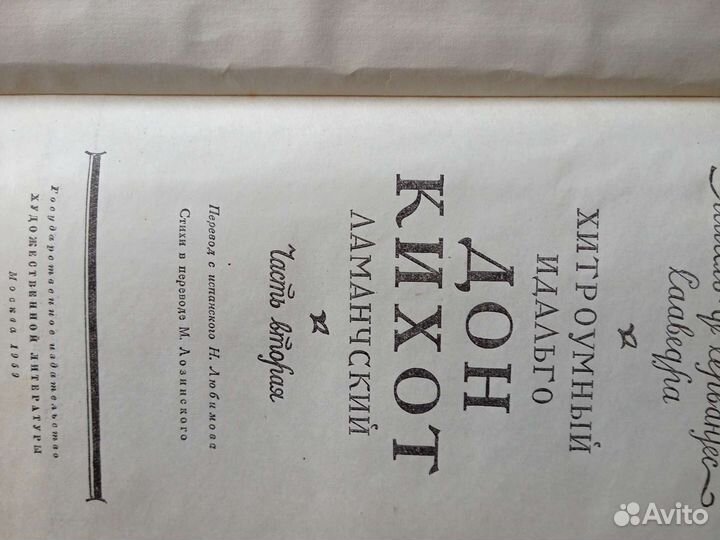 Мигель де Сервантес
Сааведра
ХИТРОУМНЫЙ
ИДАЛЬГО
ДОН
КИХОТ
ЛАМАНЧСКИЙ
Часть вторая
Перевод с испанского Н. Любимова
Стихи в переводе М. Лозинского
Государственное издательство
ХУДОЖЕСТВЕННОЙ ЛИТЕРАТУРЫ
Москва 1959
Avito